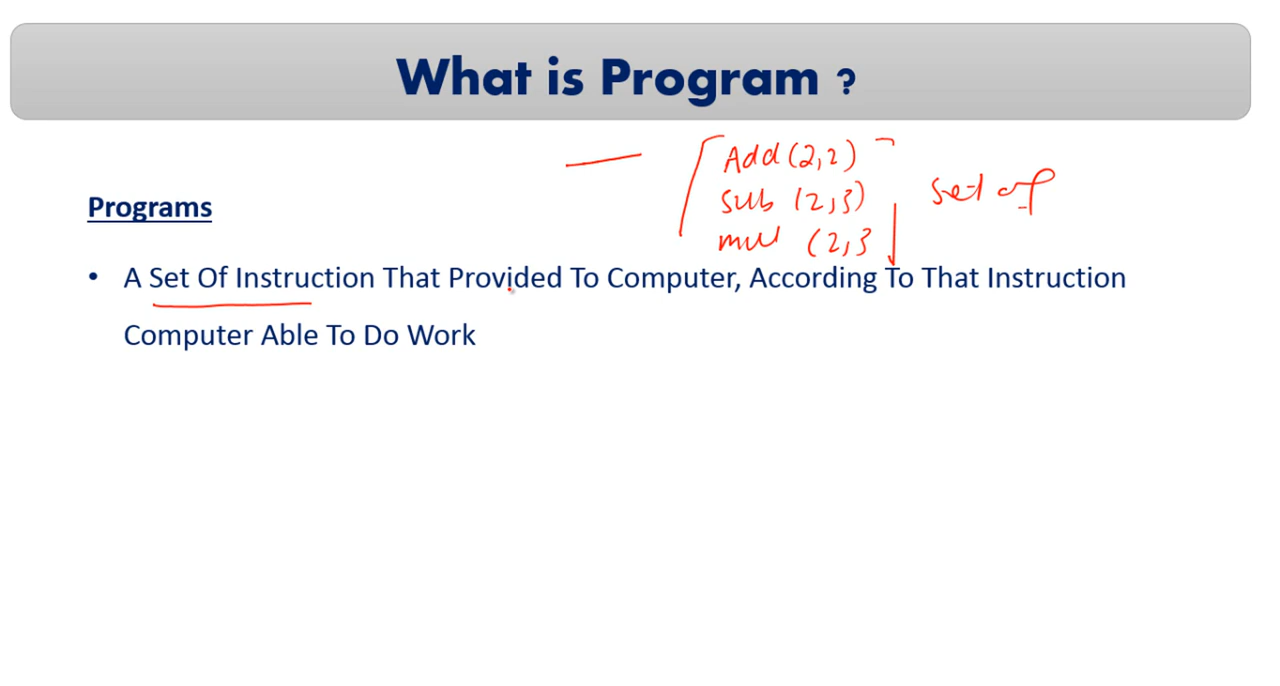 What is Program ?
Add (2,2)
sub (2,3)
mul (2,3
set of
Programs
• A Set Of Instruction That Provided To Computer, According To That Instruction
Computer Able To Do Work